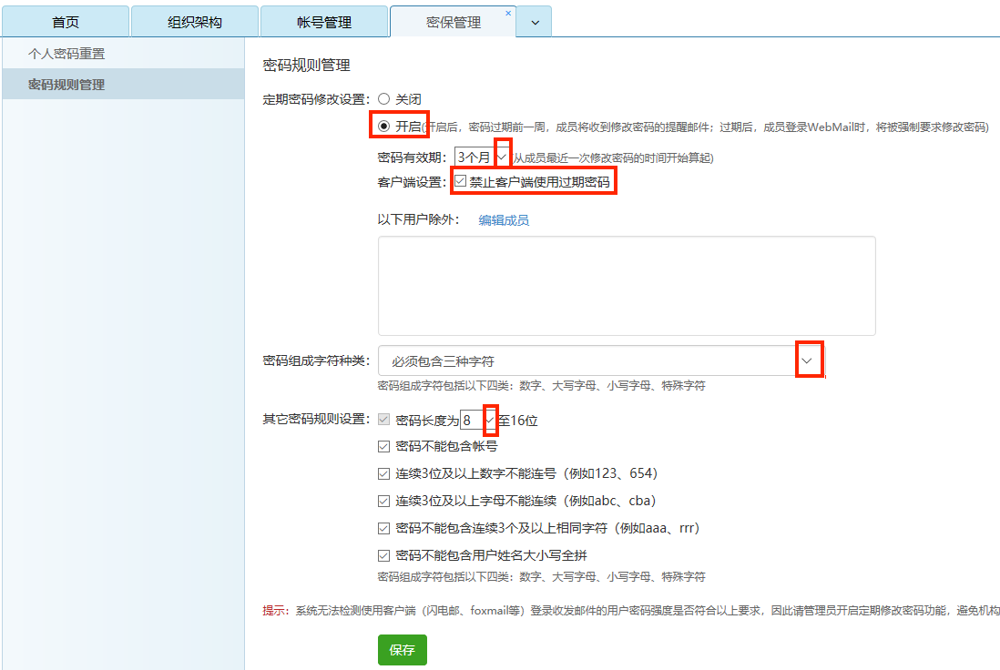 首页
组织架构
帐号管理
密保管理
个人密码重置
密码规则管理
密码规则管理
定期密码修改设置： 关闭
开启(开启后，密码过期前一周，成员将收到修改密码的提醒邮件；过期后，成员登录WebMail时，将被强制要求修改密码)
密码有效期： 3个月 (从成员最近一次修改密码的时间开始算起)
客户端设置： 禁止客户端使用过期密码
以下用户除外： 编辑成员
密码组成字符种类： 必须包含三种字符
密码组成字符包括以下四类：数字、大写字母、小写字母、特殊字符
其它密码规则设置： 密码长度为 8 至16位
密码不能包含帐号
连续3位及以上数字不能连号（例如123、654）
连续3位及以上字母不能连续（例如abc、cba）
密码不能包含连续3个及以上相同字符（例如aaa、rrr）
密码不能包含用户姓名大小写全拼
密码组成字符包括以下四类：数字、大写字母、小写字母、特殊字符
提示：系统无法检测使用客户端（闪电邮、foxmail等）登录收发邮件的用户密码强度是否符合以上要求，因此请管理员开启定期修改密码功能，避免机构
保存